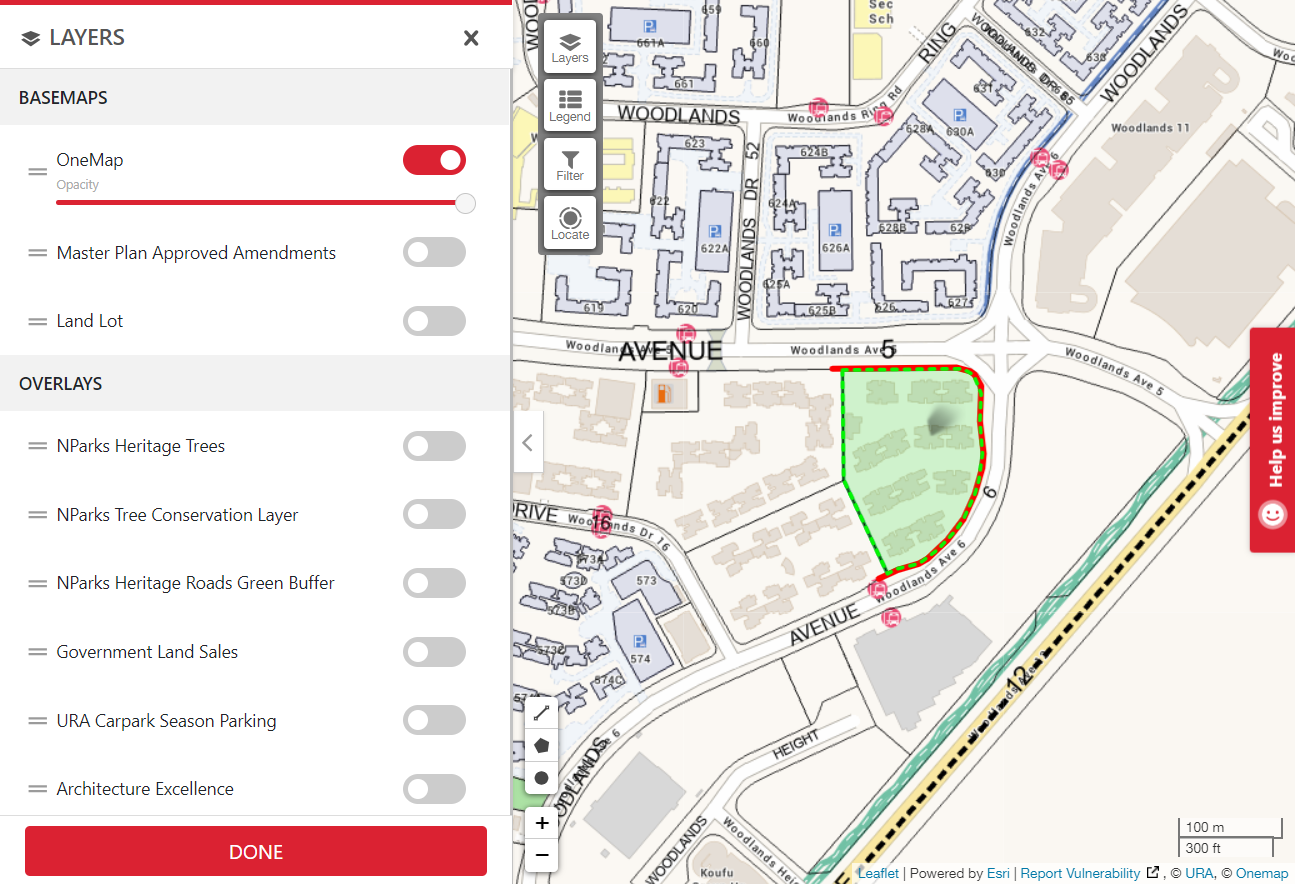 LAYERS
BASEMAPS
OneMap
Opacity
Master Plan Approved Amendments
Land Lot
OVERLAYS
NParks Heritage Trees
NParks Tree Conservation Layer
NParks Heritage Roads Green Buffer
Government Land Sales
URA Carpark Season Parking
Architecture Excellence
DONE
Layers
Legend
Filter
Locate
Sec
Sch
659
661A
660
661
632
633
631
WOODLANDS
RING
WOODLANDS
Woodlands Ring Rd
628A
630A
630
Woodlands 11
623
624B
622
622A
624A
626A
628B
629
625A
625B
626
627
619
620
WOODLANDS DR 52
Woodlands Ave 6
Woodlands Ave 5
AVENUE
Woodlands Ave 5
5
Woodlands Ave 5
6
DRIVE
16
Woodlands Dr 16
573A
573D
573
573B
573C
574
574C
Woodlands Ave 6
AVENUE
12
HEIGHT
WOODLANDS
Koufu
Help us improve
+
−
100 m
300 ft
Leaflet | Powered by Esri | Report Vulnerability , © URA, © Onemap